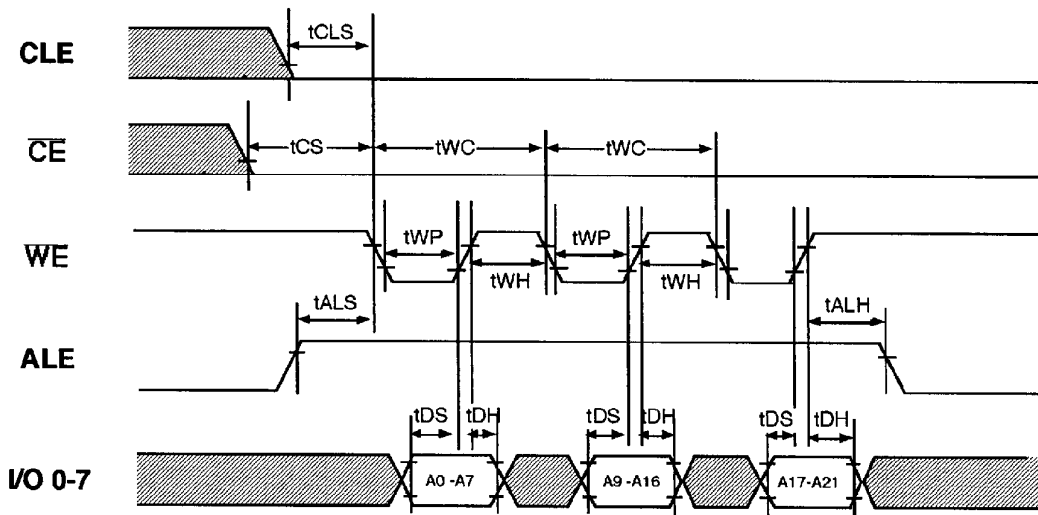 CLE
tCLS
CE
tCS
tWC
tWC
WE
tWP
tWP
tWH
tWH
tALS
tALH
ALE
tDS
tDH
tDS
tDH
tDS
tDH
I/O 0-7
A0 -A7
A9 -A16
A17-A21